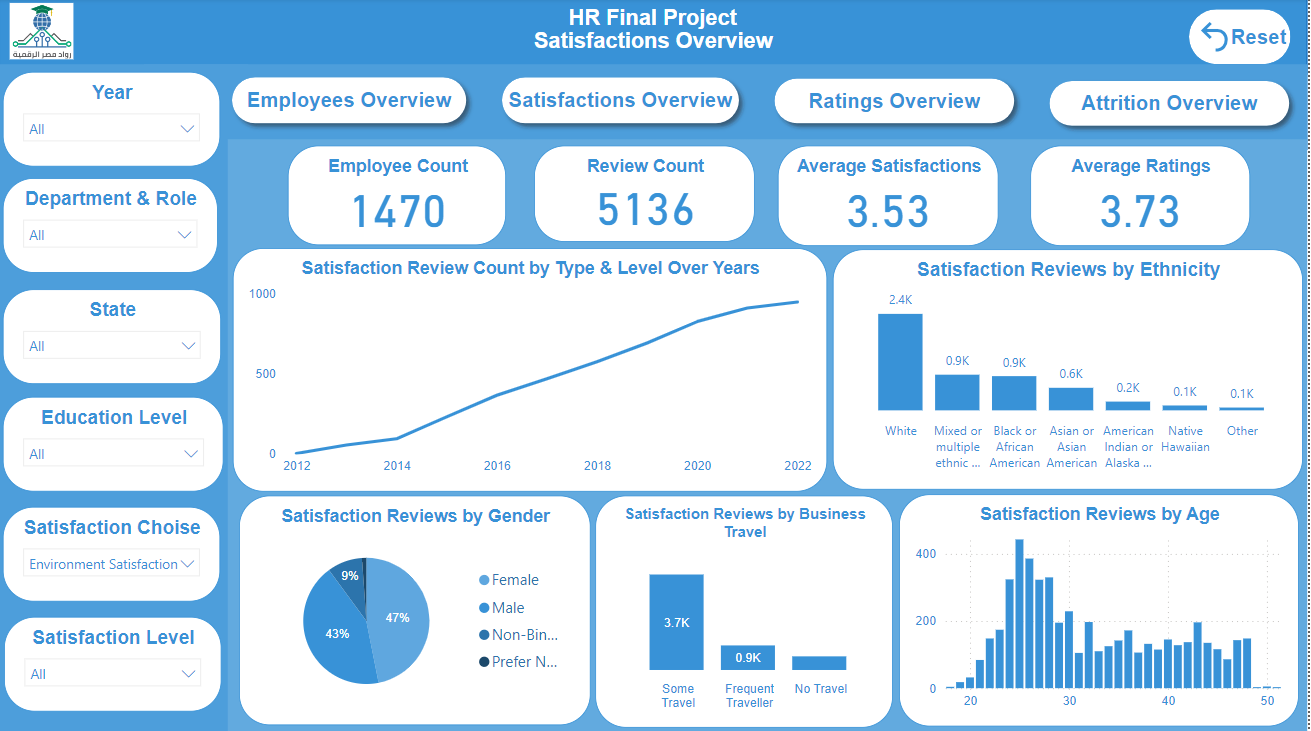 رواد مصر الرقمية
HR Final Project
Satisfactions Overview
Reset
Year
All
Department & Role
All
State
All
Education Level
All
Satisfaction Choise
Environment Satisfaction
Satisfaction Level
All
Employees Overview
Satisfactions Overview
Ratings Overview
Attrition Overview
Employee Count
1470
Review Count
5136
Average Satisfactions
3.53
Average Ratings
3.73
Satisfaction Review Count by Type & Level Over Years
1000
500
0
2012
2014
2016
2018
2020
2022
Satisfaction Reviews by Ethnicity
2.4K
0.9K
0.9K
0.6K
0.2K
0.1K
0.1K
White
Mixed or
multiple
ethnic ...
Black or
African
American
Asian or
Asian
American
American
Indian or
Alaska ...
Native
Hawaiian
Other
Satisfaction Reviews by Gender
9%
47%
43%
Female
Male
Non-Bin...
Prefer N...
Satisfaction Reviews by Business
Travel
3.7K
0.9K
Some
Travel
Frequent
Traveller
No Travel
Satisfaction Reviews by Age
400
200
0
20
30
40
50